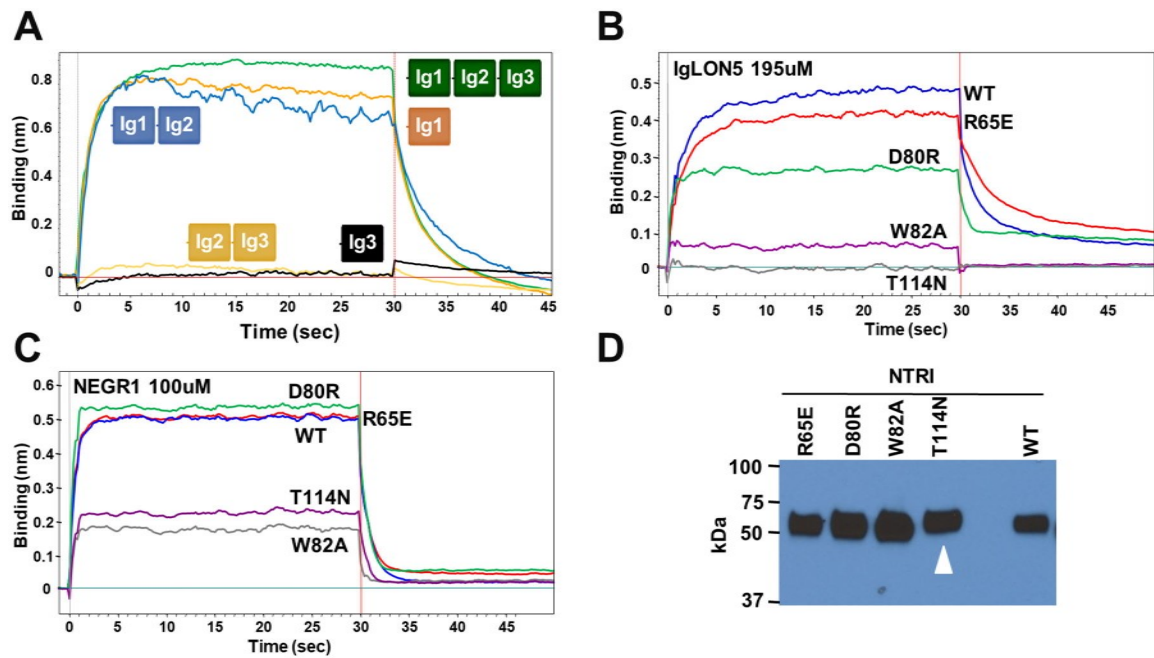 A
Binding (nm)
0.8
0.6
0.4
0.2
0
Ig1 Ig2 Ig3
Ig1 Ig2
Ig1
Ig2 Ig3
Ig3
0 5 10 15 20 25 30 35 40 45
Time (sec)
B
Binding (nm)
0.5
0.4
0.3
0.2
0.1
0
IgLON5 195uM
WT
R65E
D80R
W82A
T114N
0 5 10 15 20 25 30 35 40 45
Time (sec)
C
Binding (nm)
0.6
0.5
0.4
0.3
0.2
0.1
0
NEGR1 100uM
D80R
R65E
WT
T114N
W82A
0 5 10 15 20 25 30 35 40 45
Time (sec)
D
NTRI
R65E D80R W82A T114N WT
kDa
100
75
50
37